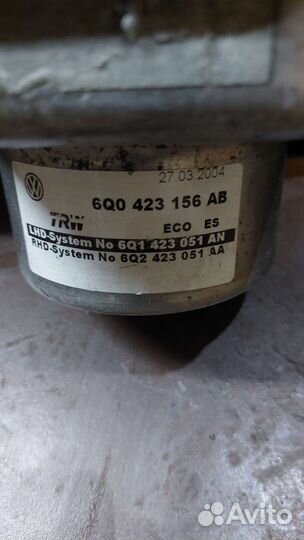 27.03.2004
6Q0 423 156 AB
TRW
ECO ES
LHD-System No 6Q1 423 051 AN
RHD-System No 6Q2 423 051 AA
Avito